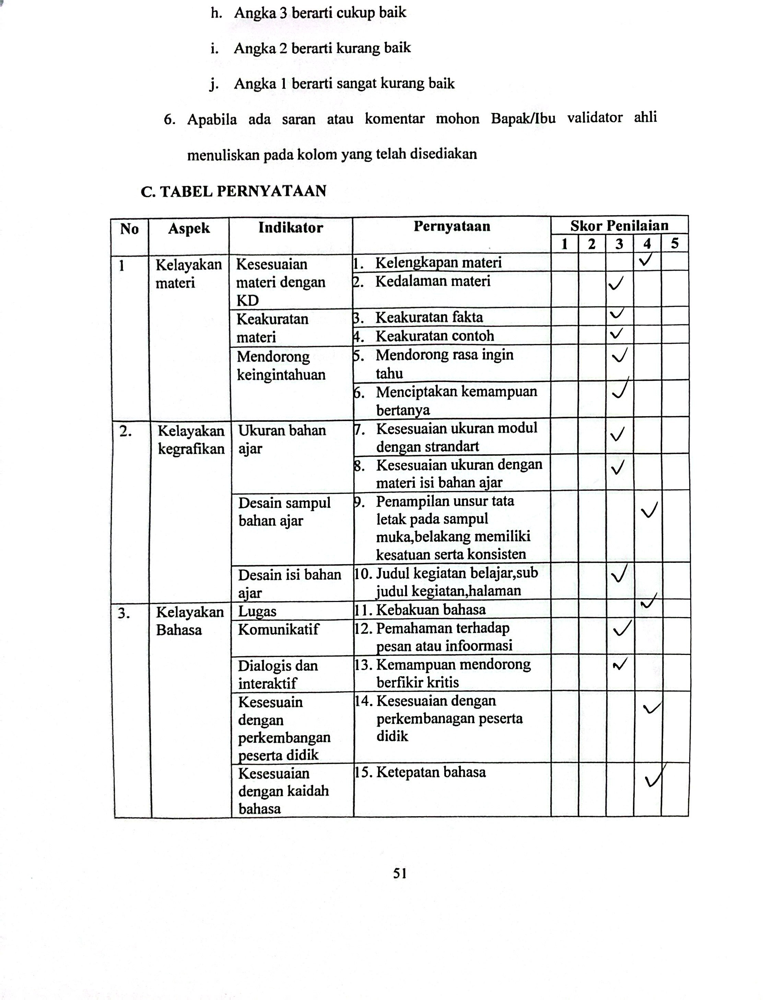 h. Angka 3 berarti cukup baik
i. Angka 2 berarti kurang baik
j. Angka 1 berarti sangat kurang baik
6. Apabila ada saran atau komentar mohon Bapak/Ibu validator ahli
menuliskan pada kolom yang telah disediakan
C. TABEL PERNYATAAN
No Aspek Indikator Pernyataan Skor Penilaian
1 2 3 4 5
1 Kelayakan Kesesuaian 1. Kelengkapan materi ✓
materi materi dengan 2. Kedalaman materi ✓
KD
Keakuratan 3. Keakuratan fakta ✓
materi 4. Keakuratan contoh ✓
Mendorong 5. Mendorong rasa ingin ✓
keingintahuan tahu
6. Menciptakan kemampuan ✓
bertanya
2. Kelayakan Ukuran bahan 7. Kesesuaian ukuran modul ✓
kegrafikan ajar dengan strandart
8. Kesesuaian ukuran dengan ✓
materi isi bahan ajar
Desain sampul 9. Penampilan unsur tata ✓
bahan ajar letak pada sampul
muka,belakang memiliki
kesatuan serta konsisten
Desain isi bahan 10. Judul kegiatan belajar,sub ✓
ajar judul kegiatan,halaman
3. Kelayakan Lugas 11. Kebakuan bahasa ✓
Bahasa Komunikatif 12. Pemahaman terhadap ✓
pesan atau infoormasi
Dialogis dan 13. Kemampuan mendorong ✓
interaktif berfikir kritis
Kesesuain 14. Kesesuaian dengan ✓
dengan perkembanagan peserta
perkembangan didik
peserta didik
Kesesuaian 15. Ketepatan bahasa ✓
dengan kaidah
bahasa
51